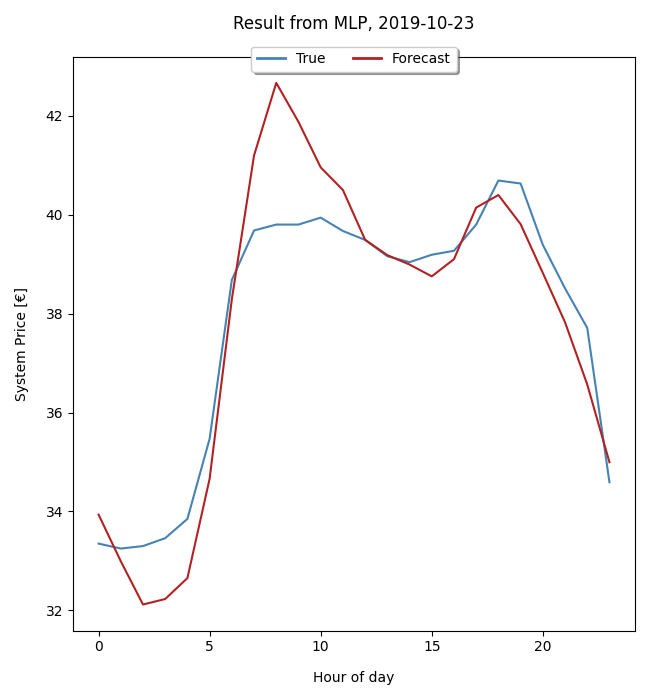 Result from MLP, 2019-10-23
True Forecast
System Price [€]
42
40
38
36
34
32
0 5 10 15 20
Hour of day